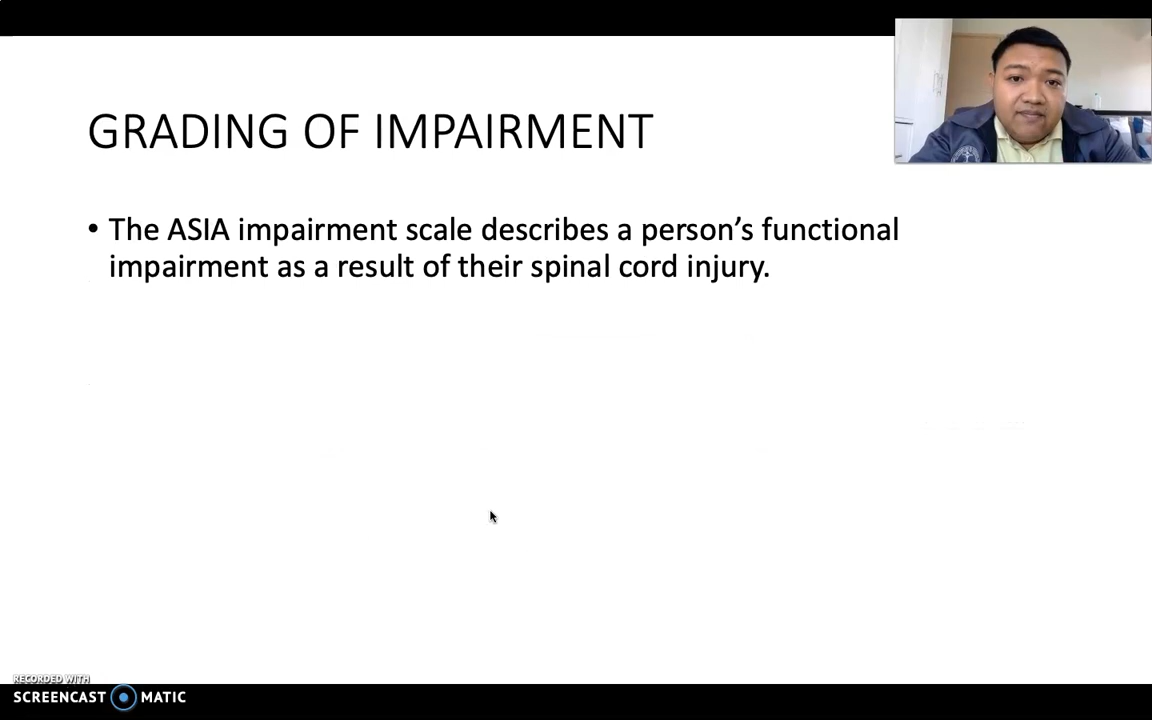 GRADING OF IMPAIRMENT
• The ASIA impairment scale describes a person’s functional
impairment as a result of their spinal cord injury.
RECORDED WITH
SCREENCAST MATIC